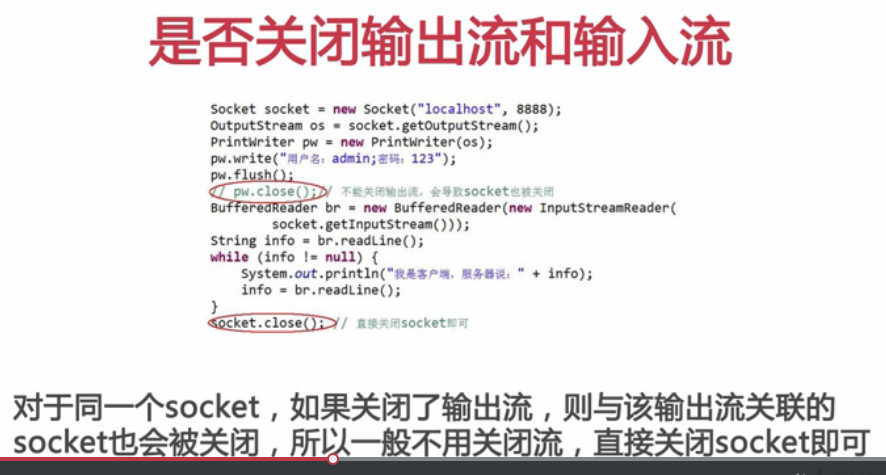 是否关闭输出流和输入流
Socket socket = new Socket("localhost", 8888);
OutputStream os = socket.getOutputStream();
PrintWriter pw = new PrintWriter(os);
pw.write("用户名：admin;密码：123");
pw.flush();
// pw.close();// 不能关闭输出流，会导致socket也被关闭
BufferedReader br = new BufferedReader(new InputStreamReader(
socket.getInputStream()));
String info = br.readLine();
while (info != null) {
System.out.println("我是客户端，服务器说：" + info);
info = br.readLine();
}
socket.close(); // 直接关闭socket即可
对于同一个socket，如果关闭了输出流，则与该输出流关联的
socket也会被关闭，所以一般不用关闭流，直接关闭socket即可